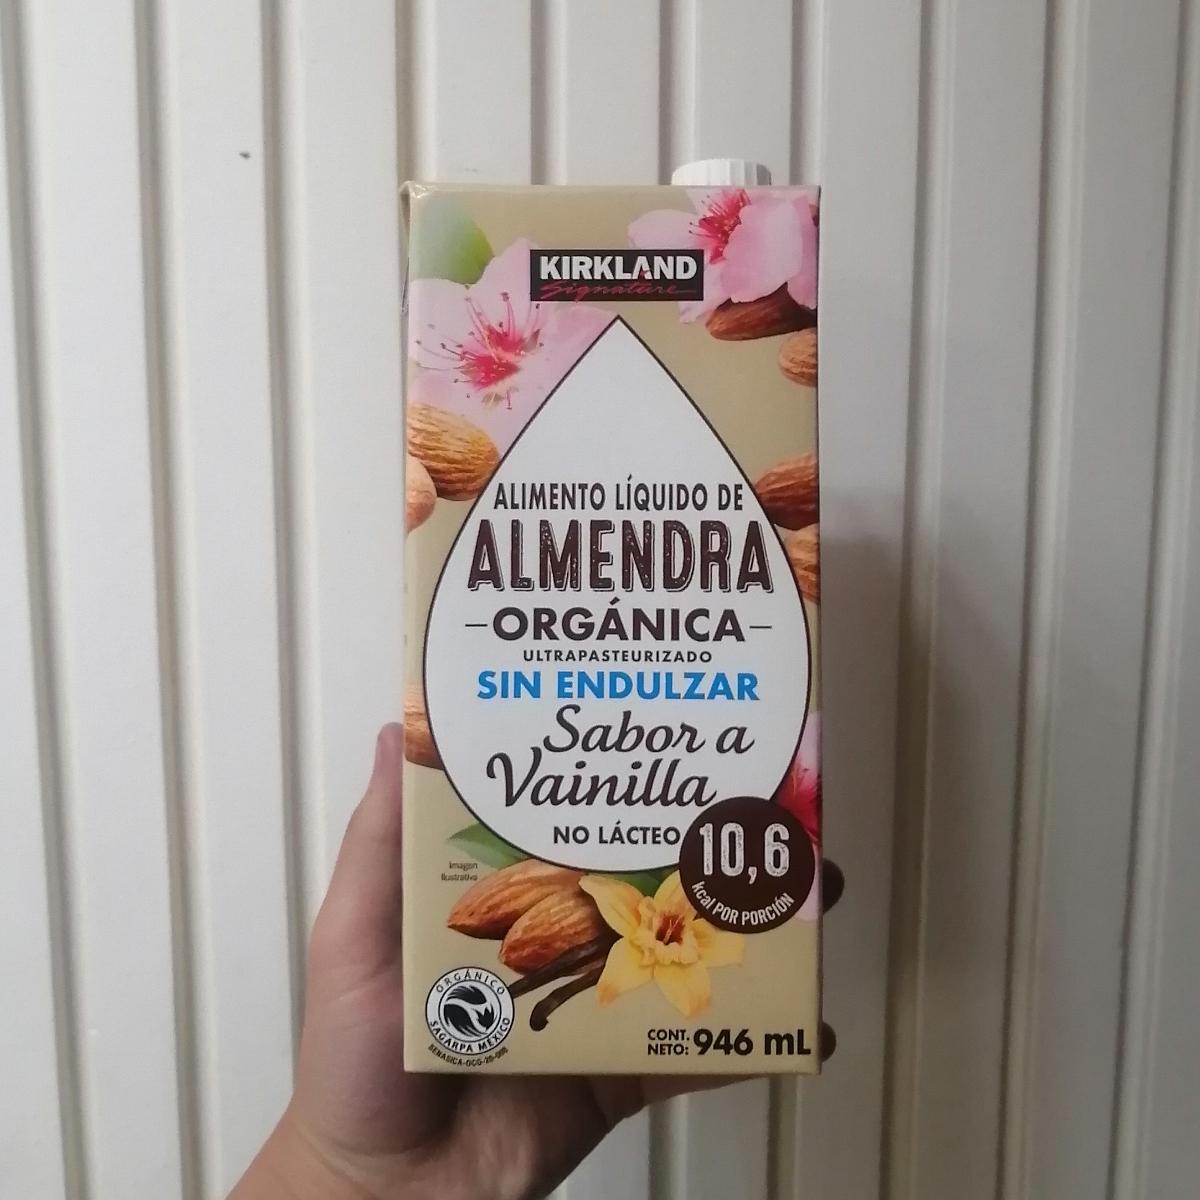 KIRKLAND
Signature
ALIMENTO LÍQUIDO DE
ALMENDRA
ORGÁNICA
ULTRAPASTEURIZADO
SIN ENDULZAR
Sabor a
Vainilla
NO LÁCTEO
10,6
kcal POR PORCIÓN
Imagen
Ilustrativa
ORGÁNICO
SAGARPA MÉXICO
CONT.
NETO: 946 mL